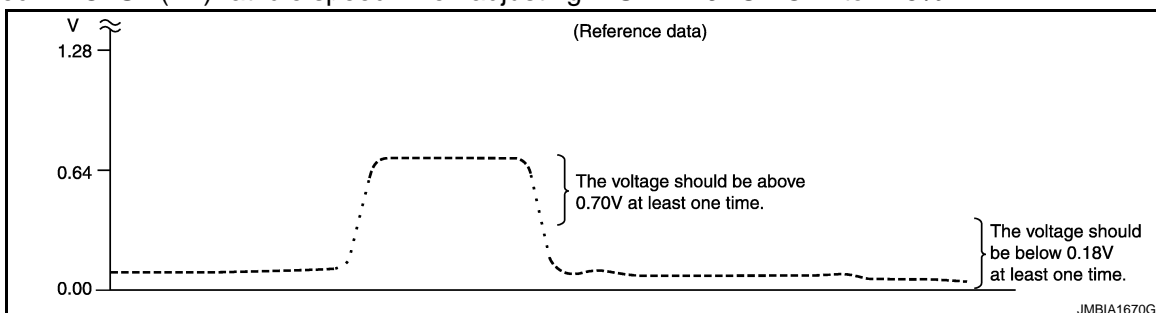 V
(Reference data)
1.28
0.64
The voltage should be above
0.70V at least one time.
The voltage should
be below 0.18V
at least one time.
0.00
JMBIA1670G